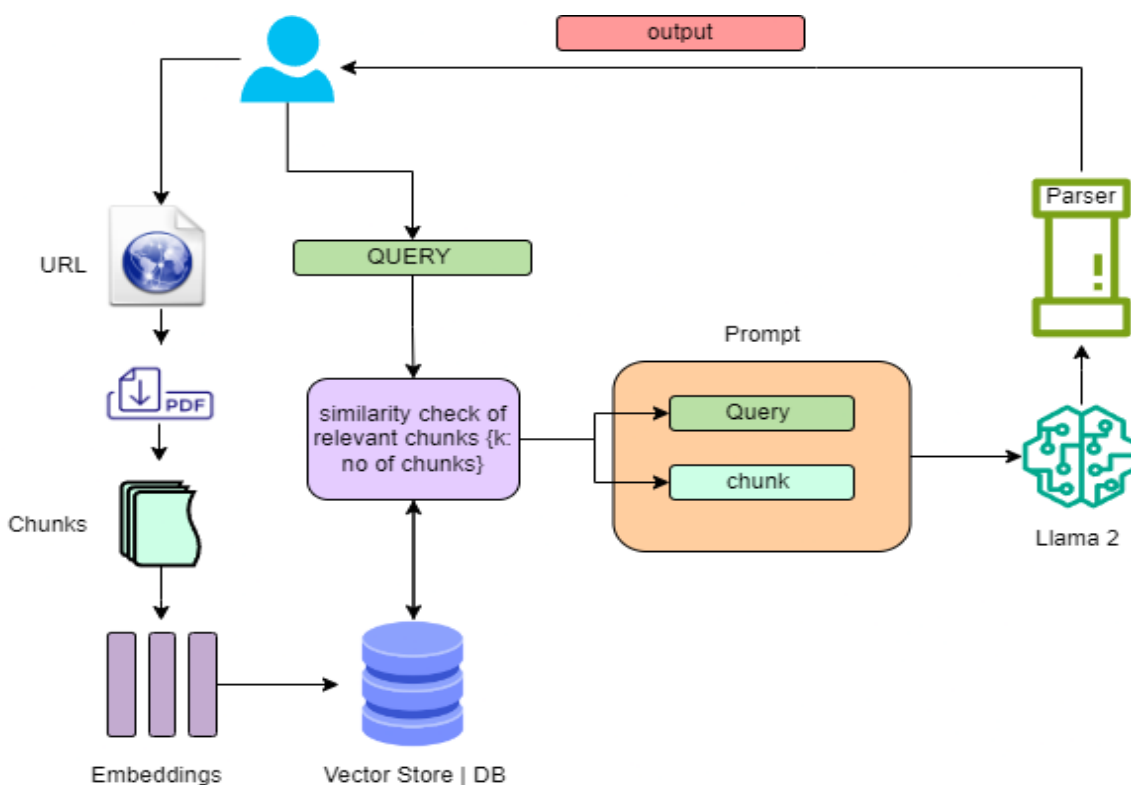 output
Parser
URL
QUERY
Prompt
PDF
similarity check of
relevant chunks {k:
no of chunks}
Query
chunk
Chunks
Llama 2
Embeddings
Vector Store | DB